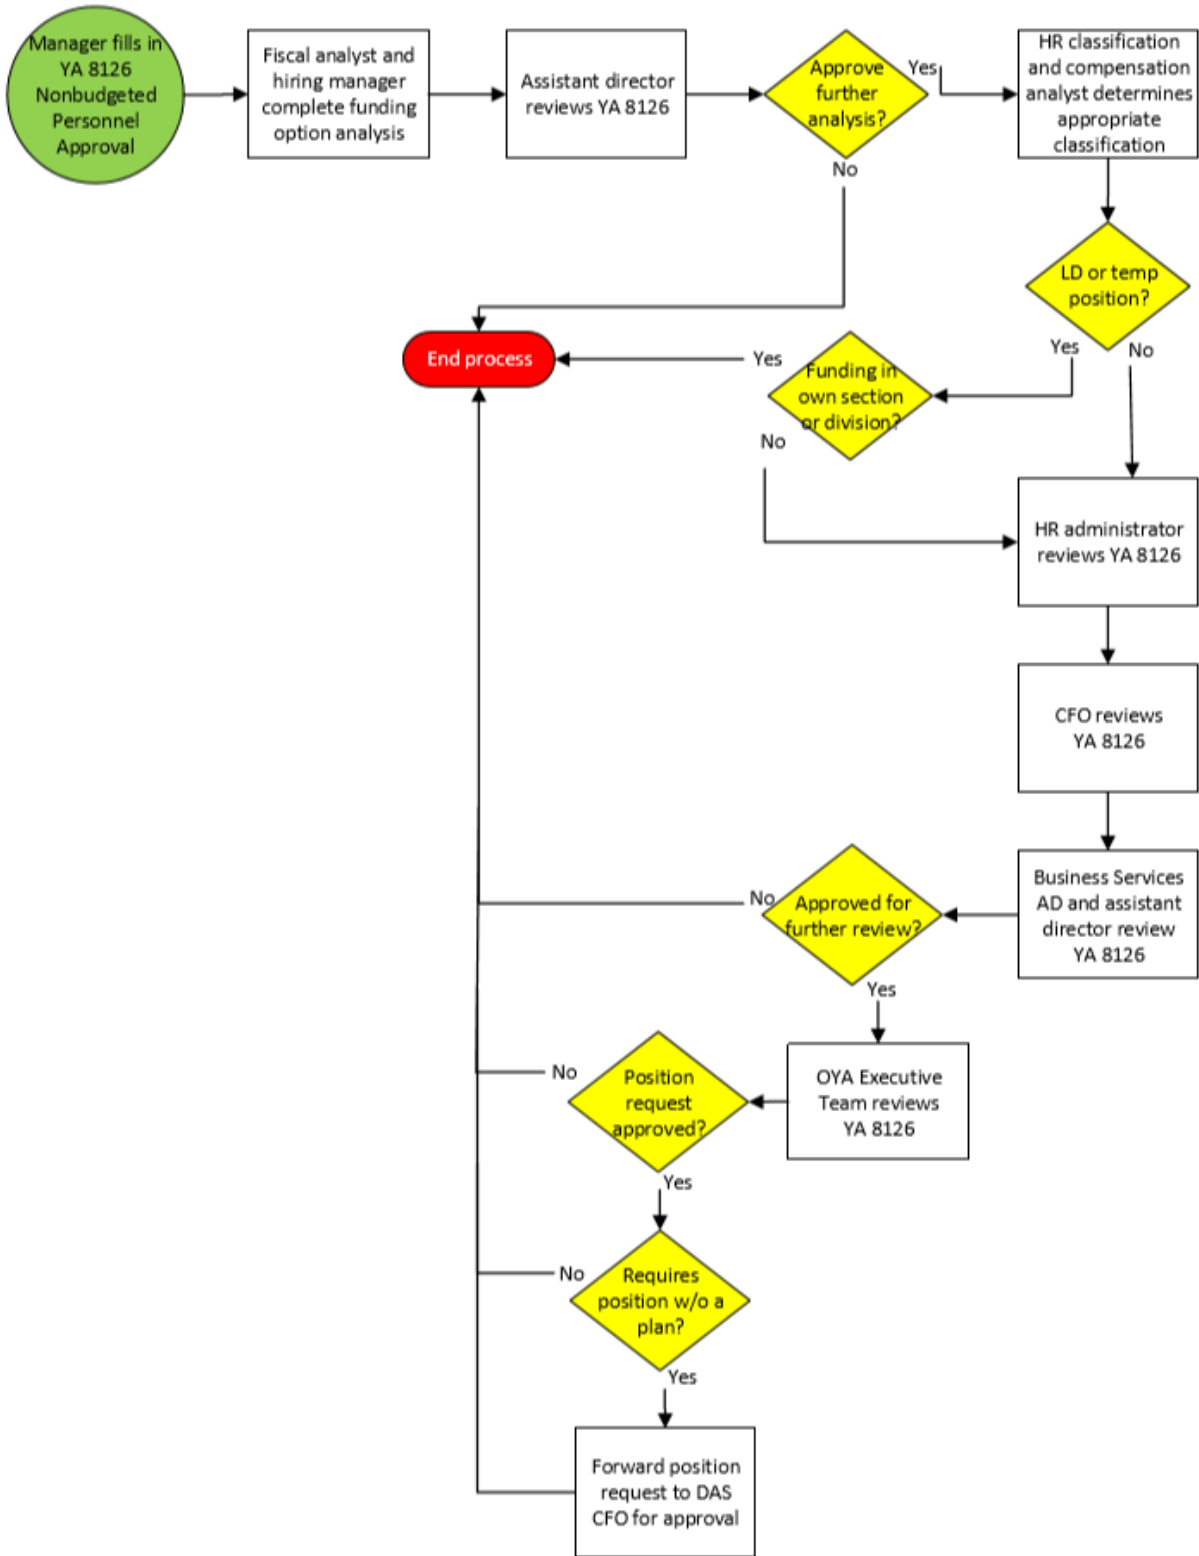 Manager fills in
YA 8126
Nonbudgeted
Personnel
Approval
Fiscal analyst and
hiring manager
complete funding
option analysis
Assistant director
reviews YA 8126
Approve
further
analysis?
Yes
No
HR classification
and compensation
analyst determines
appropriate
classification
LD or temp
position?
Yes
No
End process
Yes
Funding in
own section
or division?
No
HR administrator
reviews YA 8126
CFO reviews
YA 8126
Business Services
AD and assistant
director review
YA 8126
No
Approved for
further review?
Yes
OYA Executive
Team reviews
YA 8126
No
Position
request
approved?
Yes
No
Requires
position w/o a
plan?
Yes
Forward position
request to DAS
CFO for approval